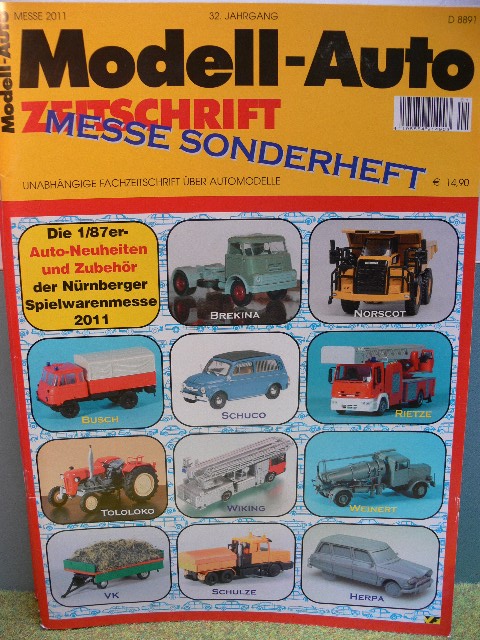 MESSE 2011 32. JAHRGANG D 8891
Modell-Auto
Modell-Auto
ZEITSCHRIFT
MESSE SONDERHEFT
UNABHÄNGIGE FACHZEITSCHRIFT ÜBER AUTOMODELLE € 14,90
Die 1/87er-
Auto-Neuheiten
und Zubehör
der Nürnberger
Spielwarenmesse
2011
BREKINA
NORSCOT
BUSCH
SCHUCO
RIETZE
TOLOLOKO
WIKING
WEINERT
VK
SCHULZE
HERPA